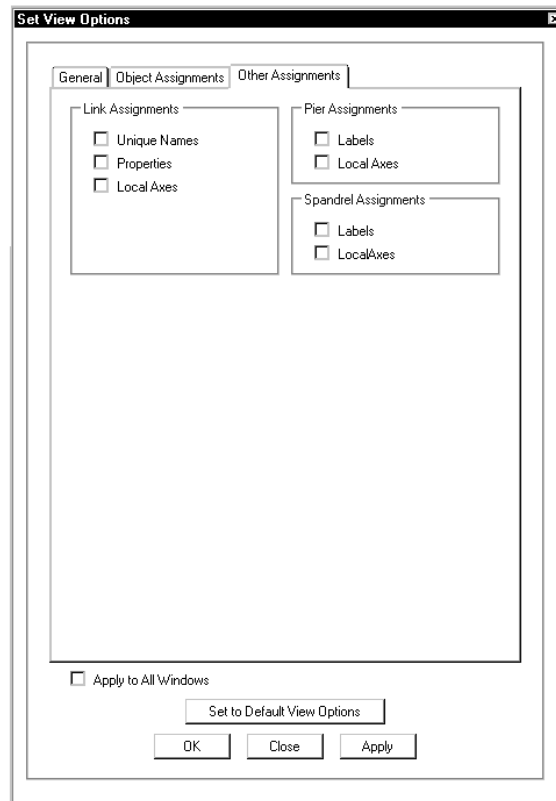 Set View Options
General Object Assignments Other Assignments
Link Assignments
Unique Names
Properties
Local Axes
Pier Assignments
Labels
Local Axes
Spandrel Assignments
Labels
LocalAxes
Apply to All Windows
Set to Default View Options
OK Close Apply